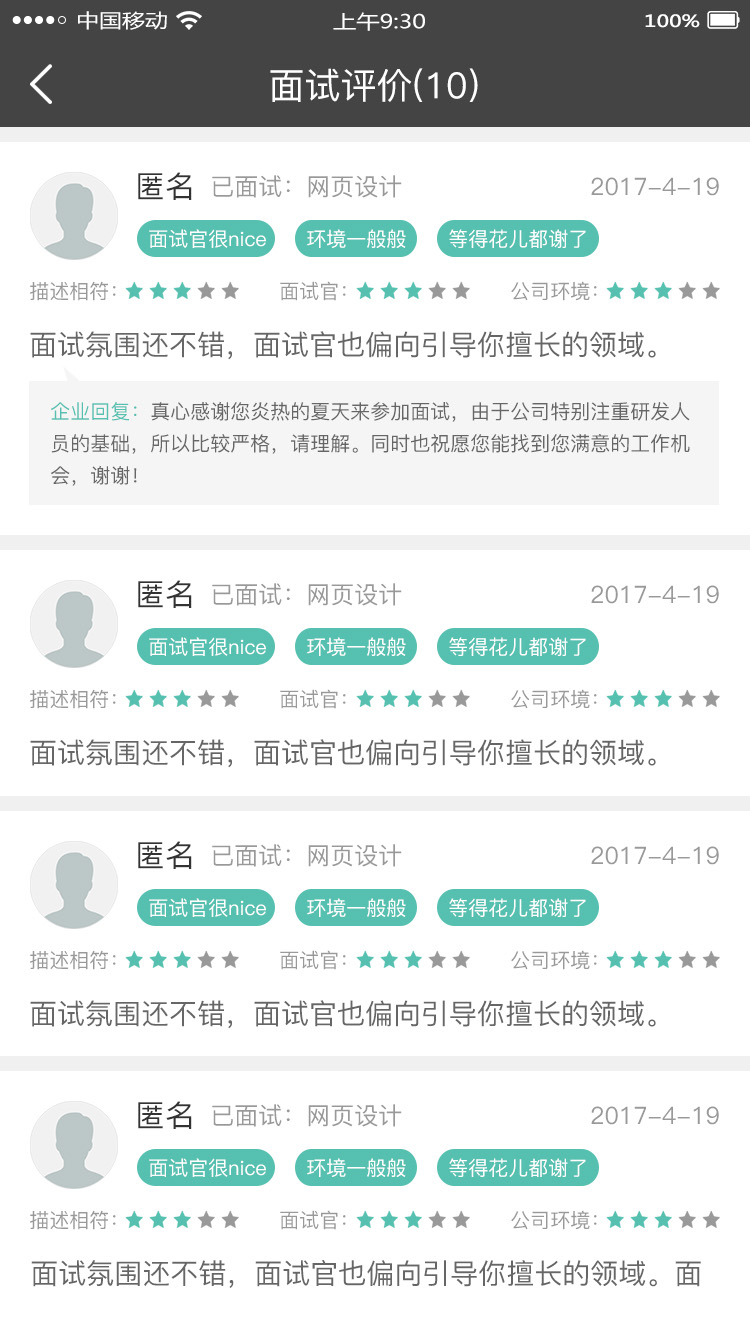 中国移动 上午9:30 100%
面试评价(10)
匿名 已面试：网页设计 2017-4-19
面试官很nice 环境一般般 等得花儿都谢了
描述相符： 面试官： 公司环境：
面试氛围还不错，面试官也偏向引导你擅长的领域。
企业回复：真心感谢您炎热的夏天来参加面试，由于公司特别注重研发人
员的基础，所以比较严格，请理解。同时也祝愿您能找到您满意的工作机
会，谢谢！
匿名 已面试：网页设计 2017-4-19
面试官很nice 环境一般般 等得花儿都谢了
描述相符： 面试官： 公司环境：
面试氛围还不错，面试官也偏向引导你擅长的领域。
匿名 已面试：网页设计 2017-4-19
面试官很nice 环境一般般 等得花儿都谢了
描述相符： 面试官： 公司环境：
面试氛围还不错，面试官也偏向引导你擅长的领域。
匿名 已面试：网页设计 2017-4-19
面试官很nice 环境一般般 等得花儿都谢了
描述相符： 面试官： 公司环境：
面试氛围还不错，面试官也偏向引导你擅长的领域。面